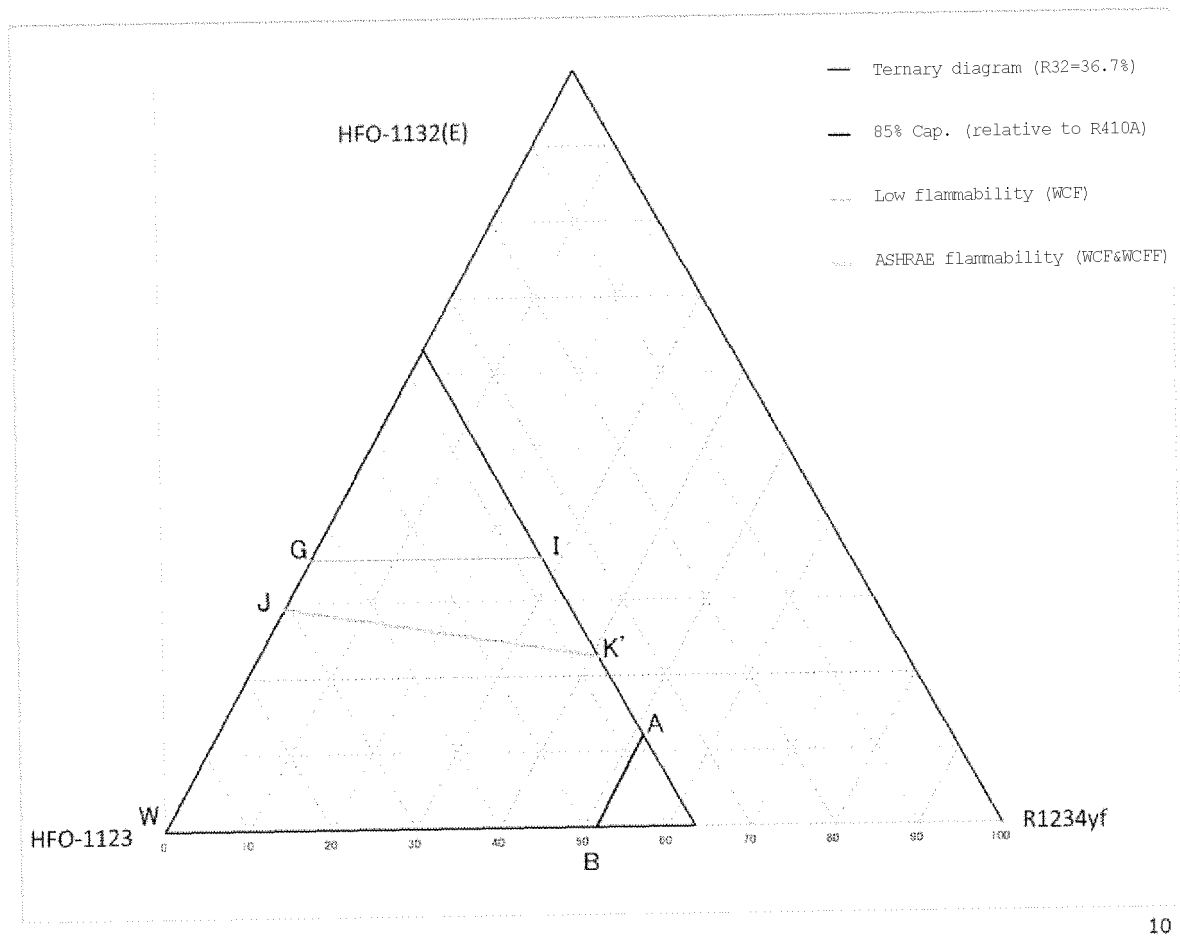 Ternary diagram (R32=36.7%)
HFO-1132(E)
85% Cap. (relative to R410A)
Low flammability (WCF)
ASHRAE flammability (WCF&WCFF)
G
I
J
K'
A
W
HFO-1123
R1234yf
0 10 20 30 40 50 60 70 80 90 100
B
10